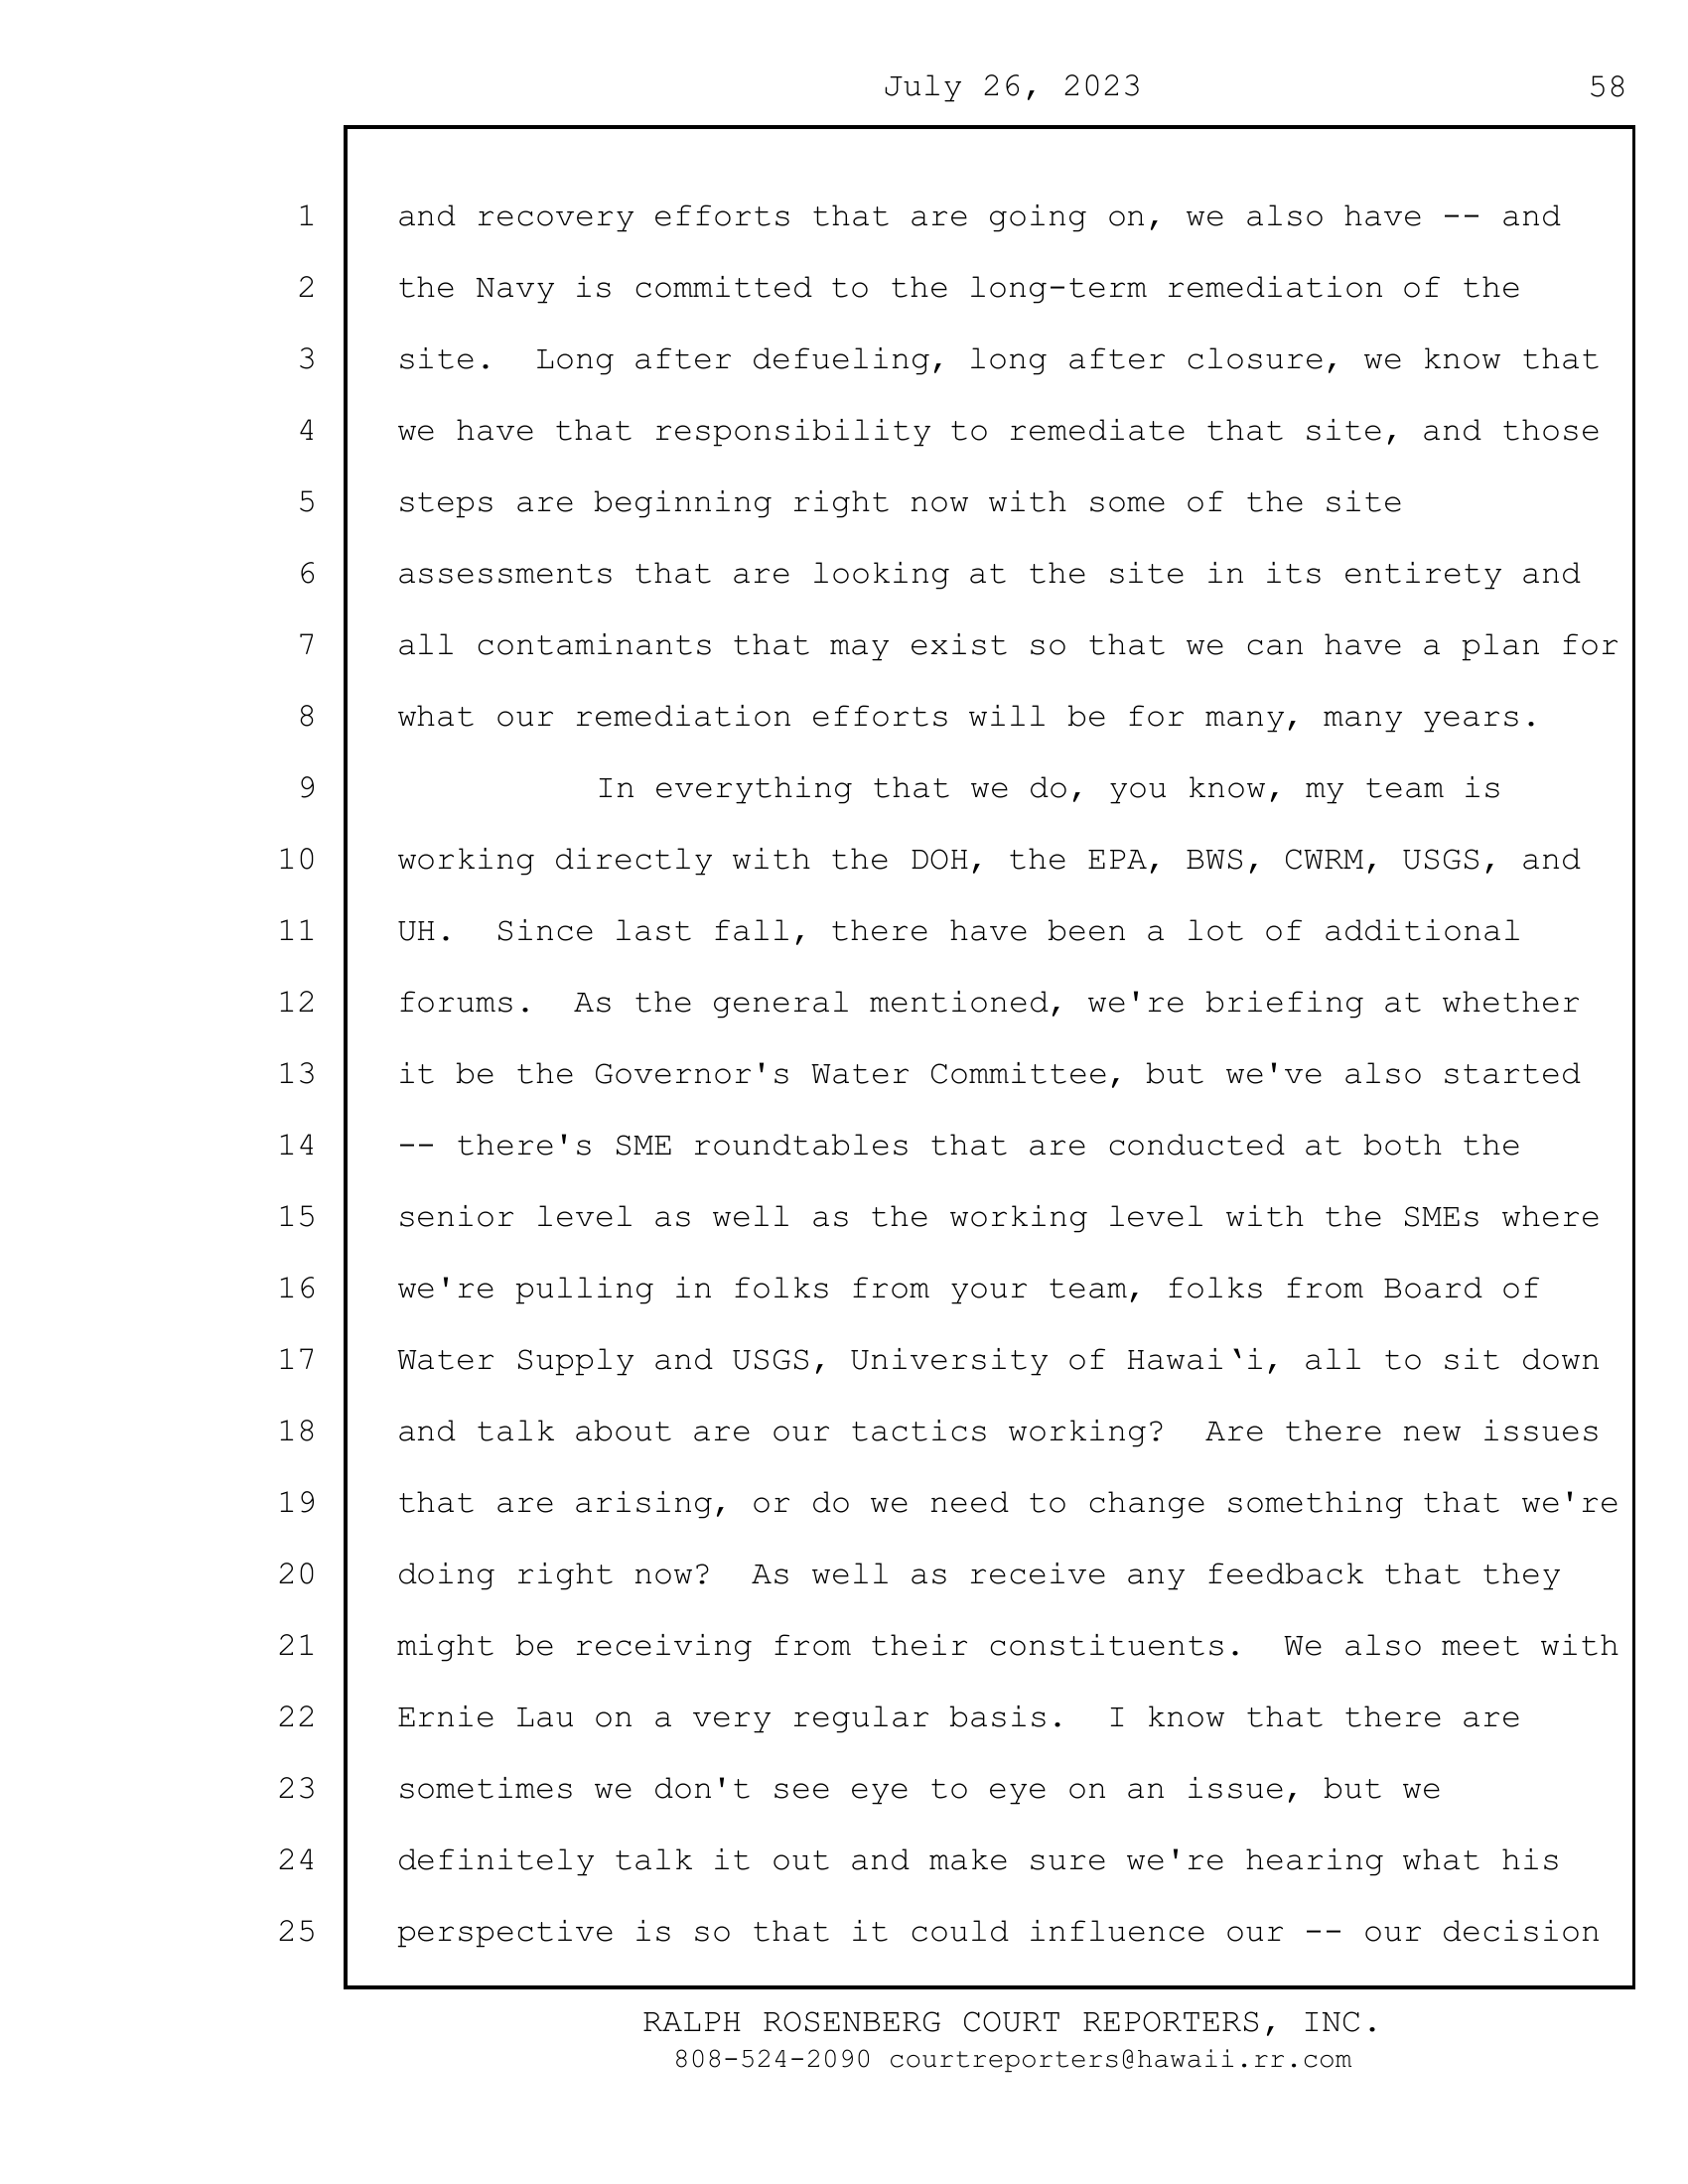 July 26, 2023 58
1 and recovery efforts that are going on, we also have -- and
2 the Navy is committed to the long-term remediation of the
3 site.  Long after defueling, long after closure, we know that
4 we have that responsibility to remediate that site, and those
5 steps are beginning right now with some of the site
6 assessments that are looking at the site in its entirety and
7 all contaminants that may exist so that we can have a plan for
8 what our remediation efforts will be for many, many years.
9 In everything that we do, you know, my team is
10 working directly with the DOH, the EPA, BWS, CWRM, USGS, and
11 UH.  Since last fall, there have been a lot of additional
12 forums.  As the general mentioned, we're briefing at whether
13 it be the Governor's Water Committee, but we've also started
14 -- there's SME roundtables that are conducted at both the
15 senior level as well as the working level with the SMEs where
16 we're pulling in folks from your team, folks from Board of
17 Water Supply and USGS, University of Hawai‘i, all to sit down
18 and talk about are our tactics working?  Are there new issues
19 that are arising, or do we need to change something that we're
20 doing right now?  As well as receive any feedback that they
21 might be receiving from their constituents.  We also meet with
22 Ernie Lau on a very regular basis.  I know that there are
23 sometimes we don't see eye to eye on an issue, but we
24 definitely talk it out and make sure we're hearing what his
25 perspective is so that it could influence our -- our decision
RALPH ROSENBERG COURT REPORTERS, INC.
808-524-2090 courtreporters@hawaii.rr.com